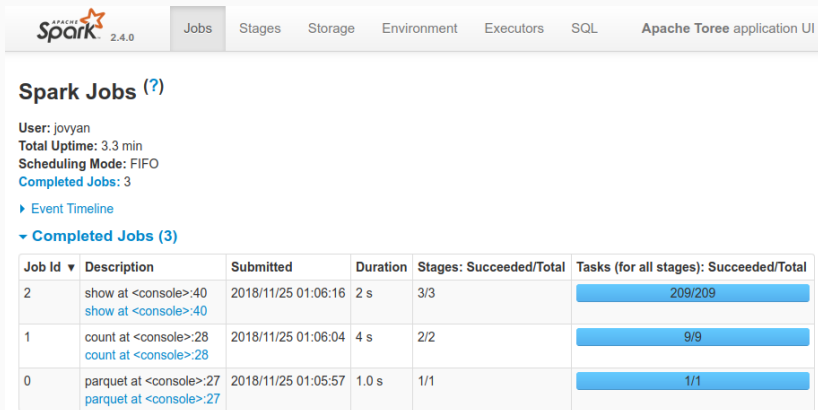 APACHE
Spark 2.4.0 Jobs Stages Storage Environment Executors SQL Apache Toree application UI
Spark Jobs (?)
User: jovyan
Total Uptime: 3.3 min
Scheduling Mode: FIFO
Completed Jobs: 3
Event Timeline
Completed Jobs (3)
Job Id ▾ Description Submitted Duration Stages: Succeeded/Total Tasks (for all stages): Succeeded/Total
2 show at <console>:40 2018/11/25 01:06:16 2 s 3/3 209/209
show at <console>:40
1 count at <console>:28 2018/11/25 01:06:04 4 s 2/2 9/9
count at <console>:28
0 parquet at <console>:27 2018/11/25 01:05:57 1.0 s 1/1 1/1
parquet at <console>:27